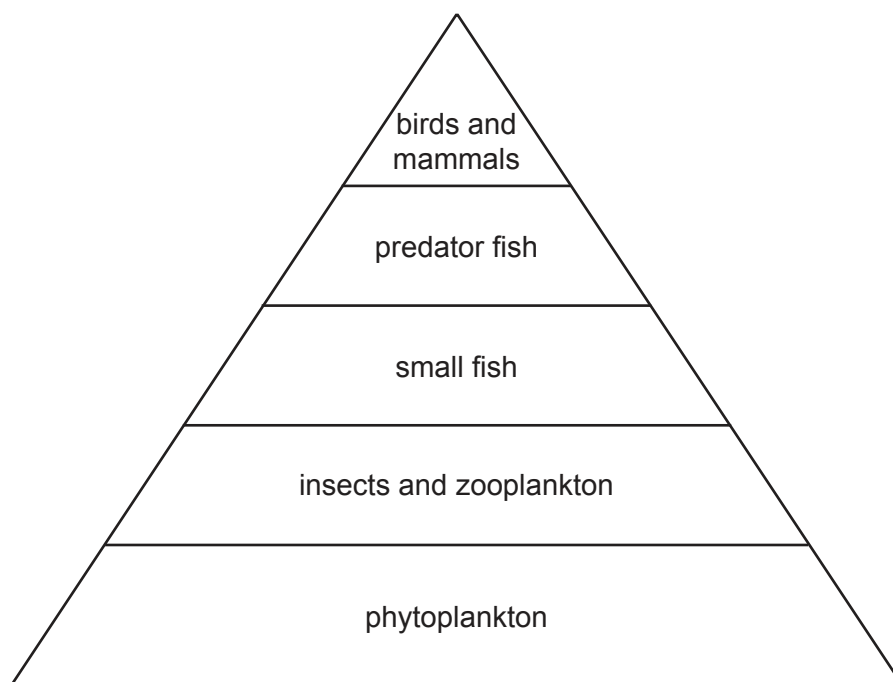 birds and
mammals
predator fish
small fish
insects and zooplankton
phytoplankton